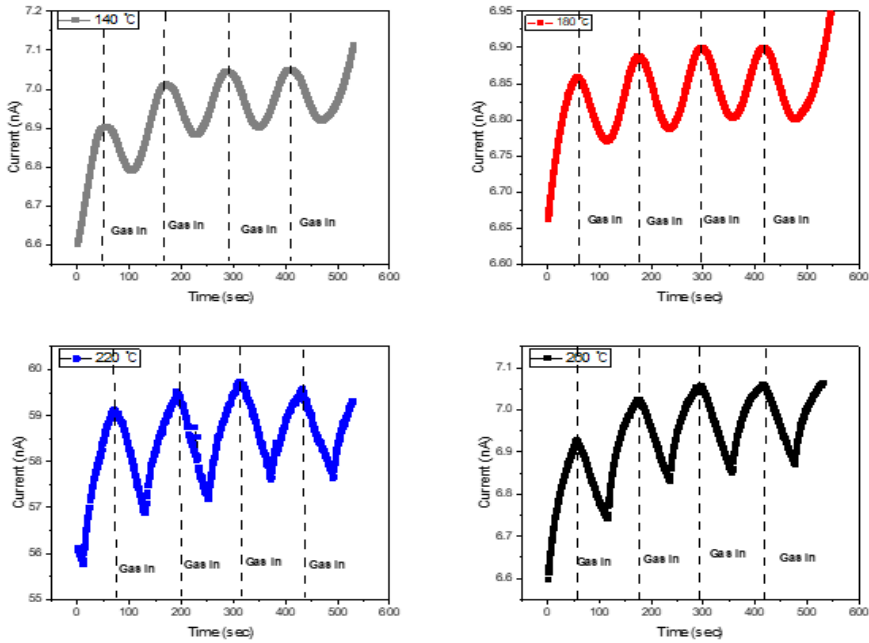 140 ℃
7.2
7.1
7.0
6.9
6.8
6.7
6.6
Current (nA)
Gas In
Gas In
Gas In
Gas In
0
100
200
300
400
500
600
Time (sec)
180 ℃
6.95
6.90
6.85
6.80
6.75
6.70
6.65
6.60
Current (nA)
Gas In
Gas In
Gas In
Gas In
0
100
200
300
400
500
600
Time (sec)
220 ℃
60
59
58
57
56
55
Current (nA)
Gas In
Gas In
Gas In
Gas In
0
100
200
300
400
500
600
Time (sec)
260 ℃
7.1
7.0
6.9
6.8
6.7
6.6
Current (nA)
Gas In
Gas In
Gas In
Gas In
0
100
200
300
400
500
600
Time (sec)